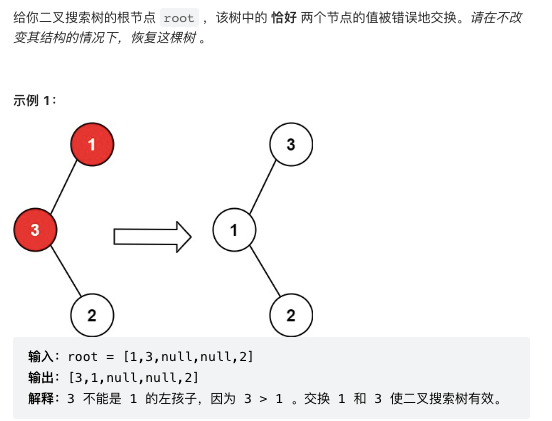 给你二叉搜索树的根节点 root ，该树中的 恰好 两个节点的值被错误地交换。请在不改
变其结构的情况下，恢复这棵树 。
示例 1：
1
3
3
1
2
2
输入：root = [1,3,null,null,2]
输出：[3,1,null,null,2]
解释：3 不能是 1 的左孩子，因为 3 > 1 。交换 1 和 3 使二叉搜索树有效。